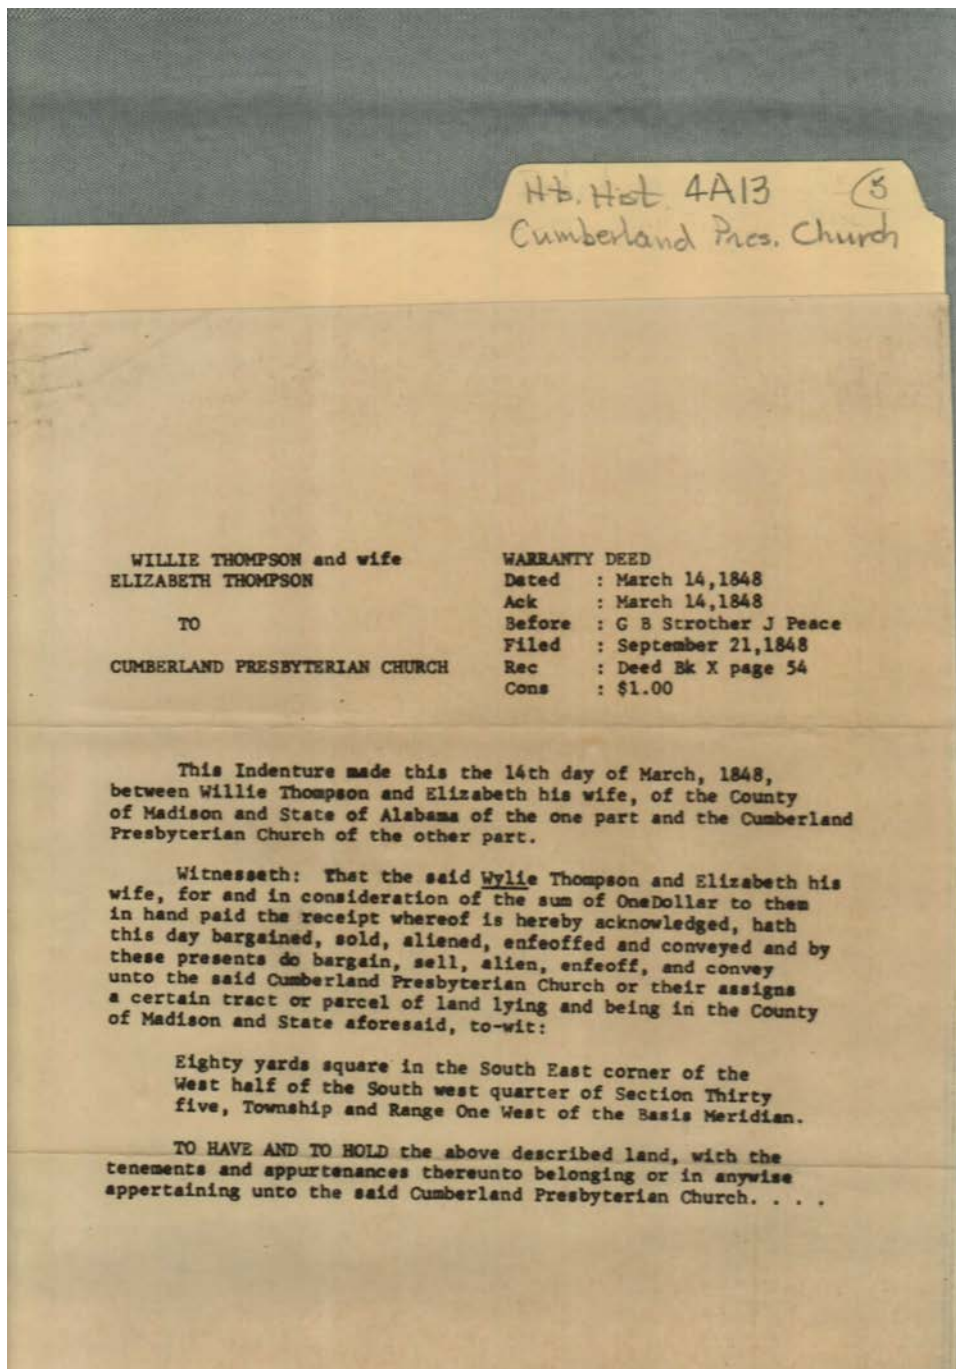 Hb. Hist. 4A13 5
Cumberland Pres. Church
WILLIE THOMPSON and wife
ELIZABETH THOMPSON
TO
CUMBERLAND PRESBYTERIAN CHURCH
WARRANTY DEED
Dated : March 14,1848
Ack : March 14,1848
Before : G B Strother J Peace
Filed : September 21,1848
Rec : Deed Bk X page 54
Cons : $1.00
This Indenture made this the 14th day of March, 1848,
between Willie Thompson and Elizabeth his wife, of the County
of Madison and State of Alabama of the one part and the Cumberland
Presbyterian Church of the other part.
Witnesseth: That the said Wylie Thompson and Elizabeth his
wife, for and in consideration of the sum of OneDollar to them
in hand paid the receipt whereof is hereby acknowledged, hath
this day bargained, sold, aliened, enfeoffed and conveyed and by
these presents do bargain, sell, alien, enfeoff, and convey
unto the said Cumberland Presbyterian Church or their assigns
a certain tract or parcel of land lying and being in the County
of Madison and State aforesaid, to-wit:
Eighty yards square in the South East corner of the
West half of the South west quarter of Section Thirty
five, Township and Range One West of the Basis Meridian.
TO HAVE AND TO HOLD the above described land, with the
tenements and appurtenances thereunto belonging or in anywise
appertaining unto the said Cumberland Presbyterian Church. . . .